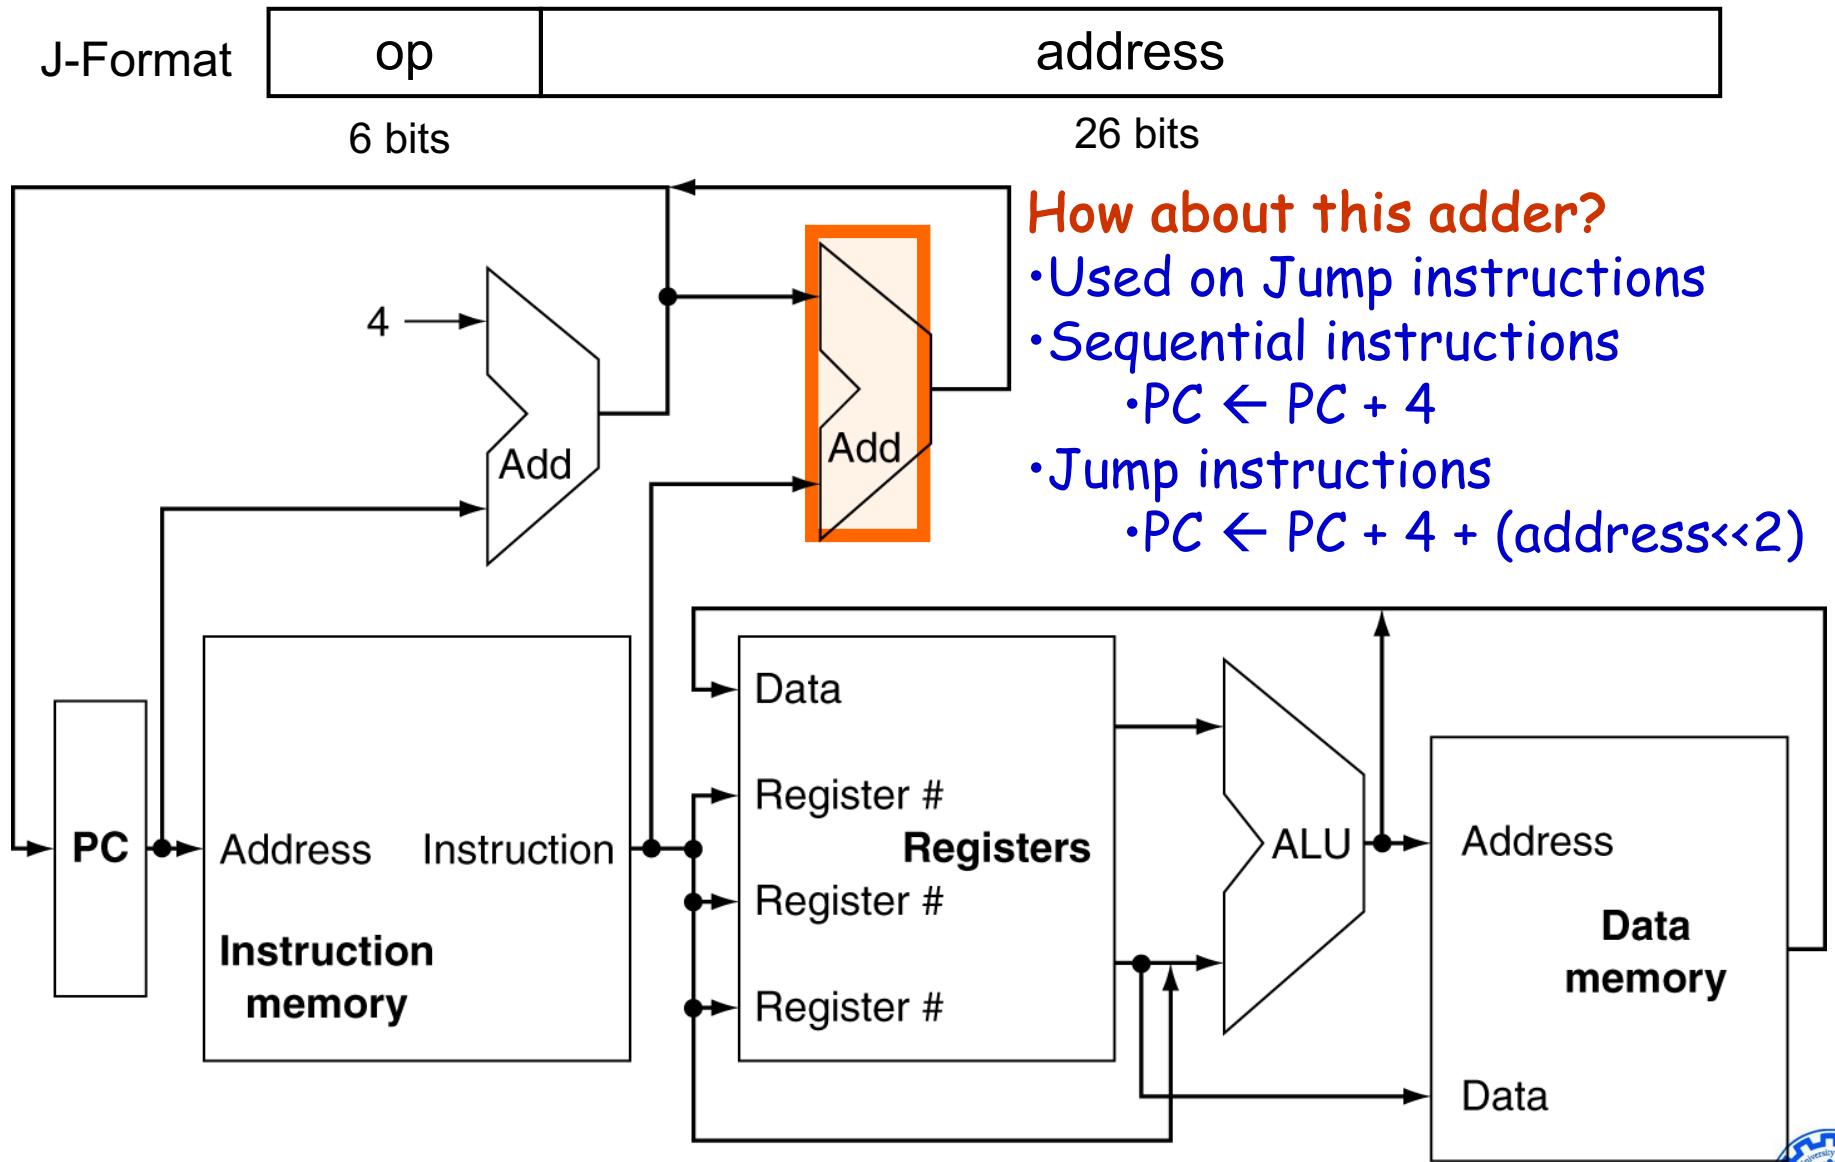 J-Format op address
6 bits 26 bits
How about this adder?
•Used on Jump instructions
•Sequential instructions
•PC ← PC + 4
•Jump instructions
•PC ← PC + 4 + (address<<2)
4
Add
Add
PC
Address Instruction
Instruction
memory
Data
Register #
Registers
Register #
Register #
ALU
Address
Data
memory
Data